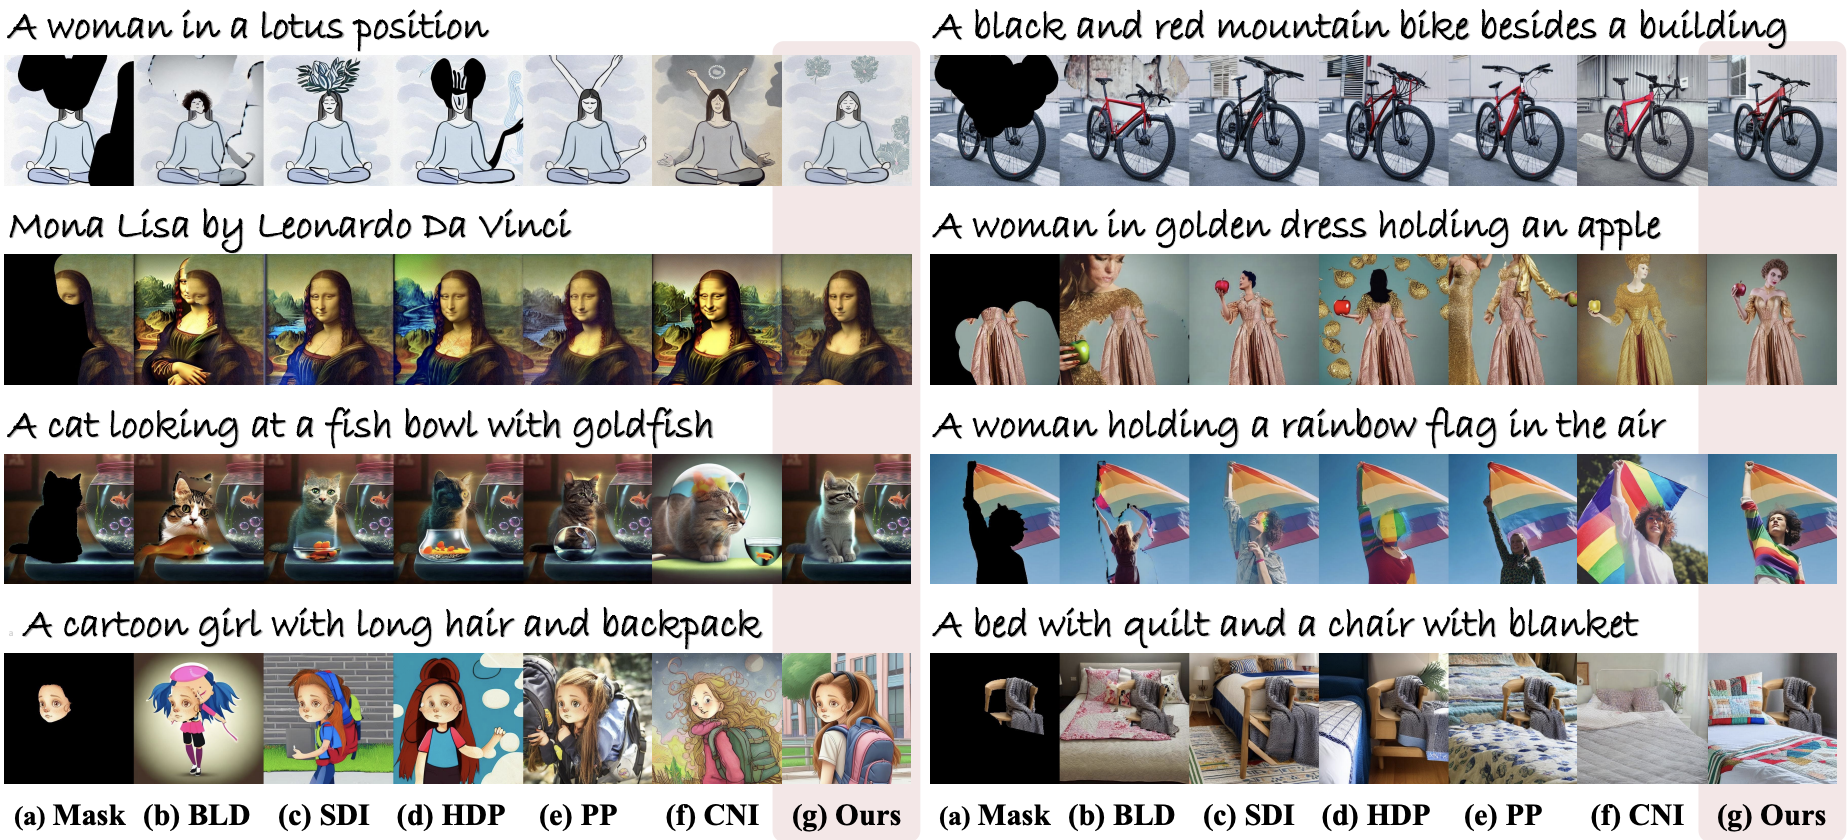 A woman in a lotus position
A black and red mountain bike besides a building
Mona Lisa by Leonardo Da Vinci
A woman in golden dress holding an apple
A cat looking at a fish bowl with goldfish
A woman holding a rainbow flag in the air
A cartoon girl with long hair and backpack
A bed with quilt and a chair with blanket
(a) Mask (b) BLD (c) SDI (d) HDP (e) PP (f) CNI (g) Ours
(a) Mask (b) BLD (c) SDI (d) HDP (e) PP (f) CNI (g) Ours